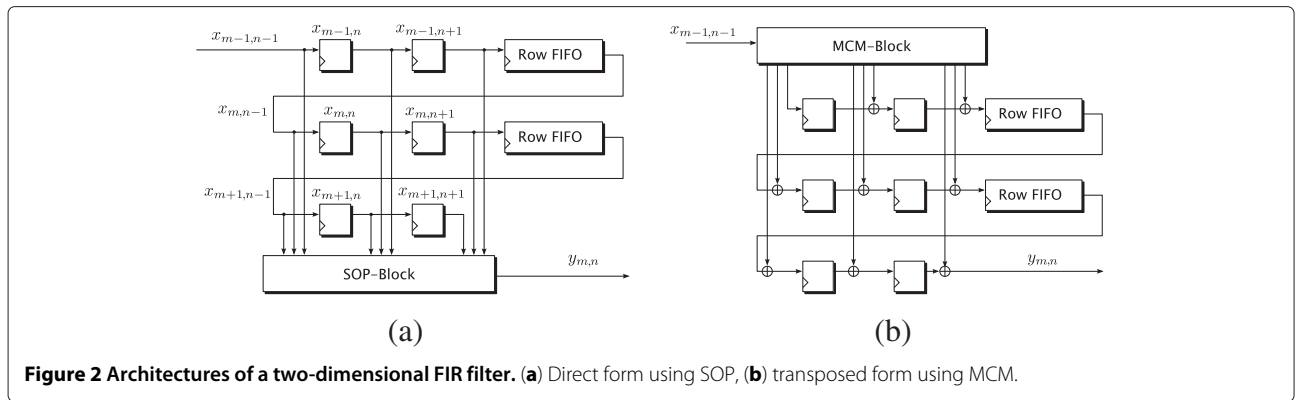 x_{m−1,n−1}
x_{m−1,n}
x_{m−1,n+1}
Row FIFO
x_{m,n−1}
x_{m,n}
x_{m,n+1}
Row FIFO
x_{m+1,n−1}
x_{m+1,n}
x_{m+1,n+1}
SOP–Block
y_{m,n}
(a)
x_{m−1,n−1}
MCM–Block
Row FIFO
Row FIFO
y_{m,n}
(b)
Figure 2 Architectures of a two-dimensional FIR filter. (a) Direct form using SOP, (b) transposed form using MCM.